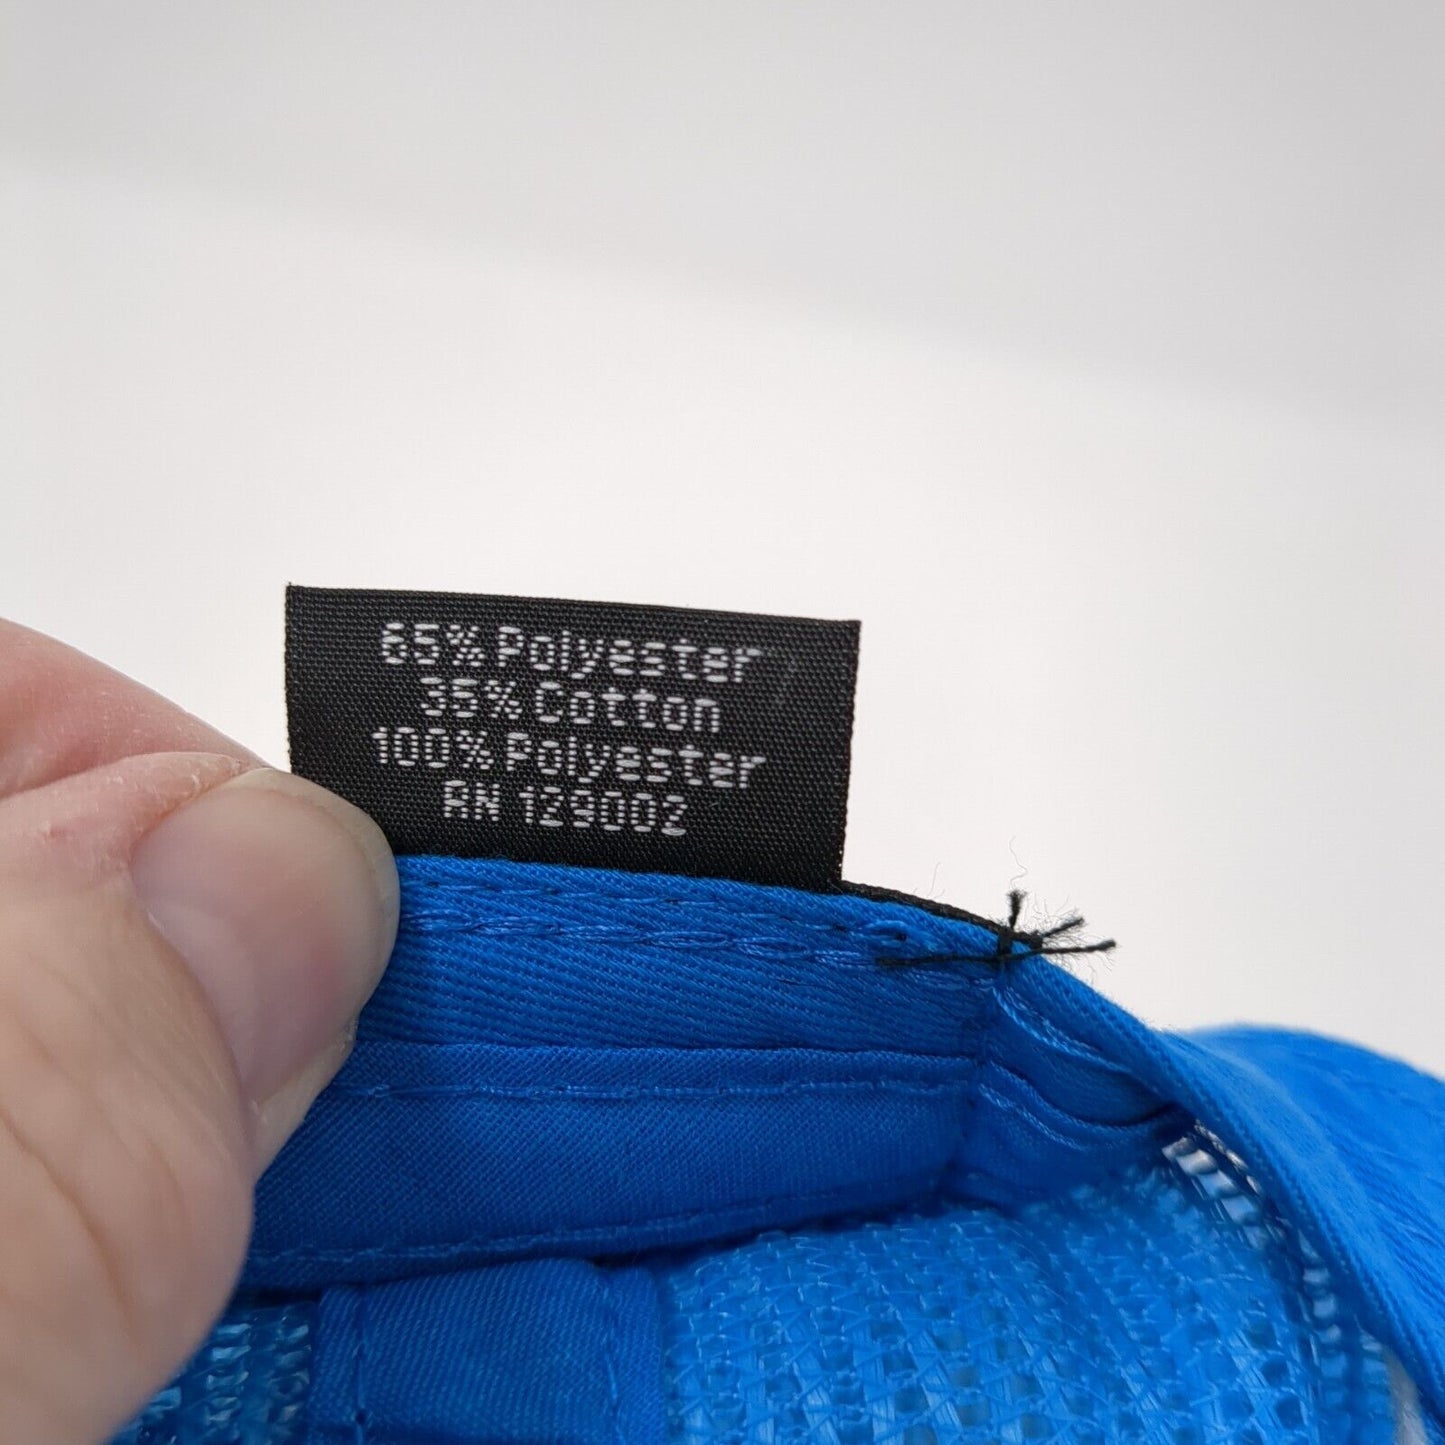 65% Polyester
35% Cotton
100% Polyester
RN 129002